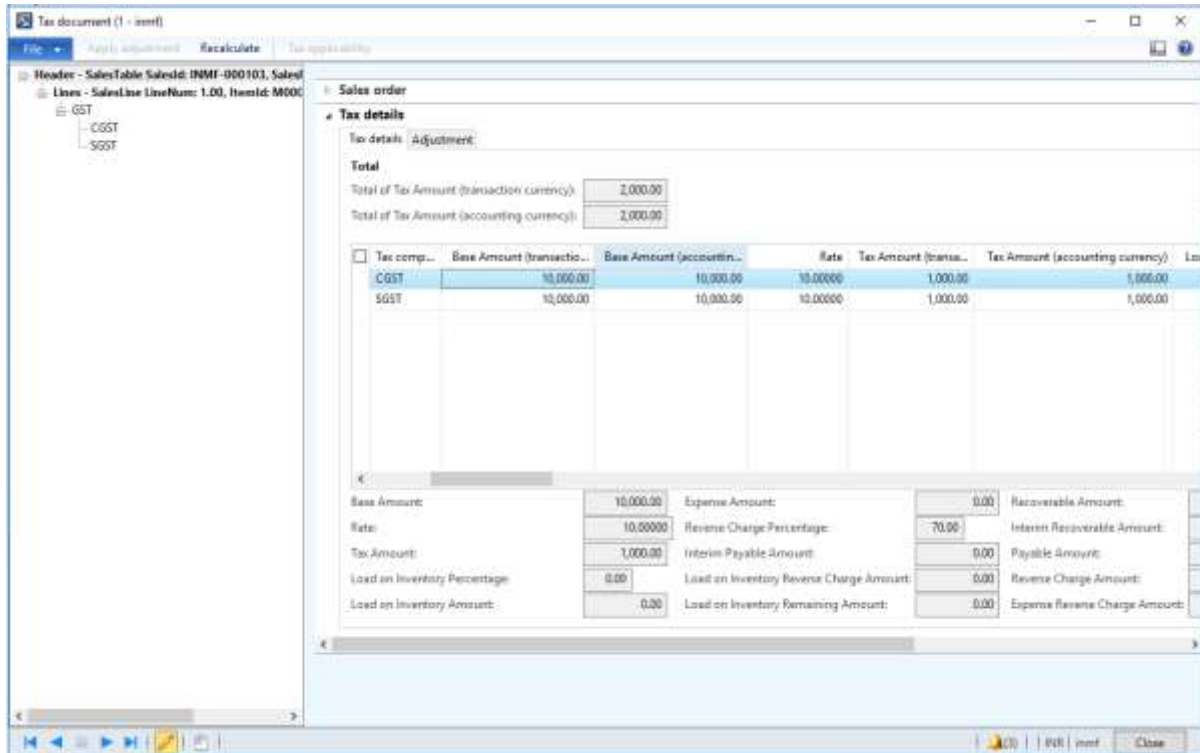 Tax document (1 - inmf)
File Apply adjustment Recalculate Tax applicability
Header - SalesTable SalesId: INMF-000103, Salesf
Lines - SalesLine LineNum: 1.00, ItemId: M000
GST
CGST
SGST
Sales order
Tax details
Tax details Adjustment
Total
Total of Tax Amount (transaction currency): 2,000.00
Total of Tax Amount (accounting currency): 2,000.00
Tax comp... Base Amount (transactio... Base Amount (accountin... Rate Tax Amount (transa... Tax Amount (accounting currency)
CGST 10,000.00 10,000.00 10.00000 1,000.00 1,000.00
SGST 10,000.00 10,000.00 10.00000 1,000.00 1,000.00
Base Amount: 10,000.00 Expense Amount: 0.00 Recoverable Amount:
Rate: 10.00000 Reverse Charge Percentage: 70.00 Interim Recoverable Amount:
Tax Amount: 1,000.00 Interim Payable Amount: 0.00 Payable Amount:
Load on Inventory Percentage: 0.00 Load on Inventory Reverse Charge Amount: 0.00 Reverse Charge Amount:
Load on Inventory Amount: 0.00 Load on Inventory Remaining Amount: 0.00 Expense Reverse Charge Amount:
(3) INR inmf Close